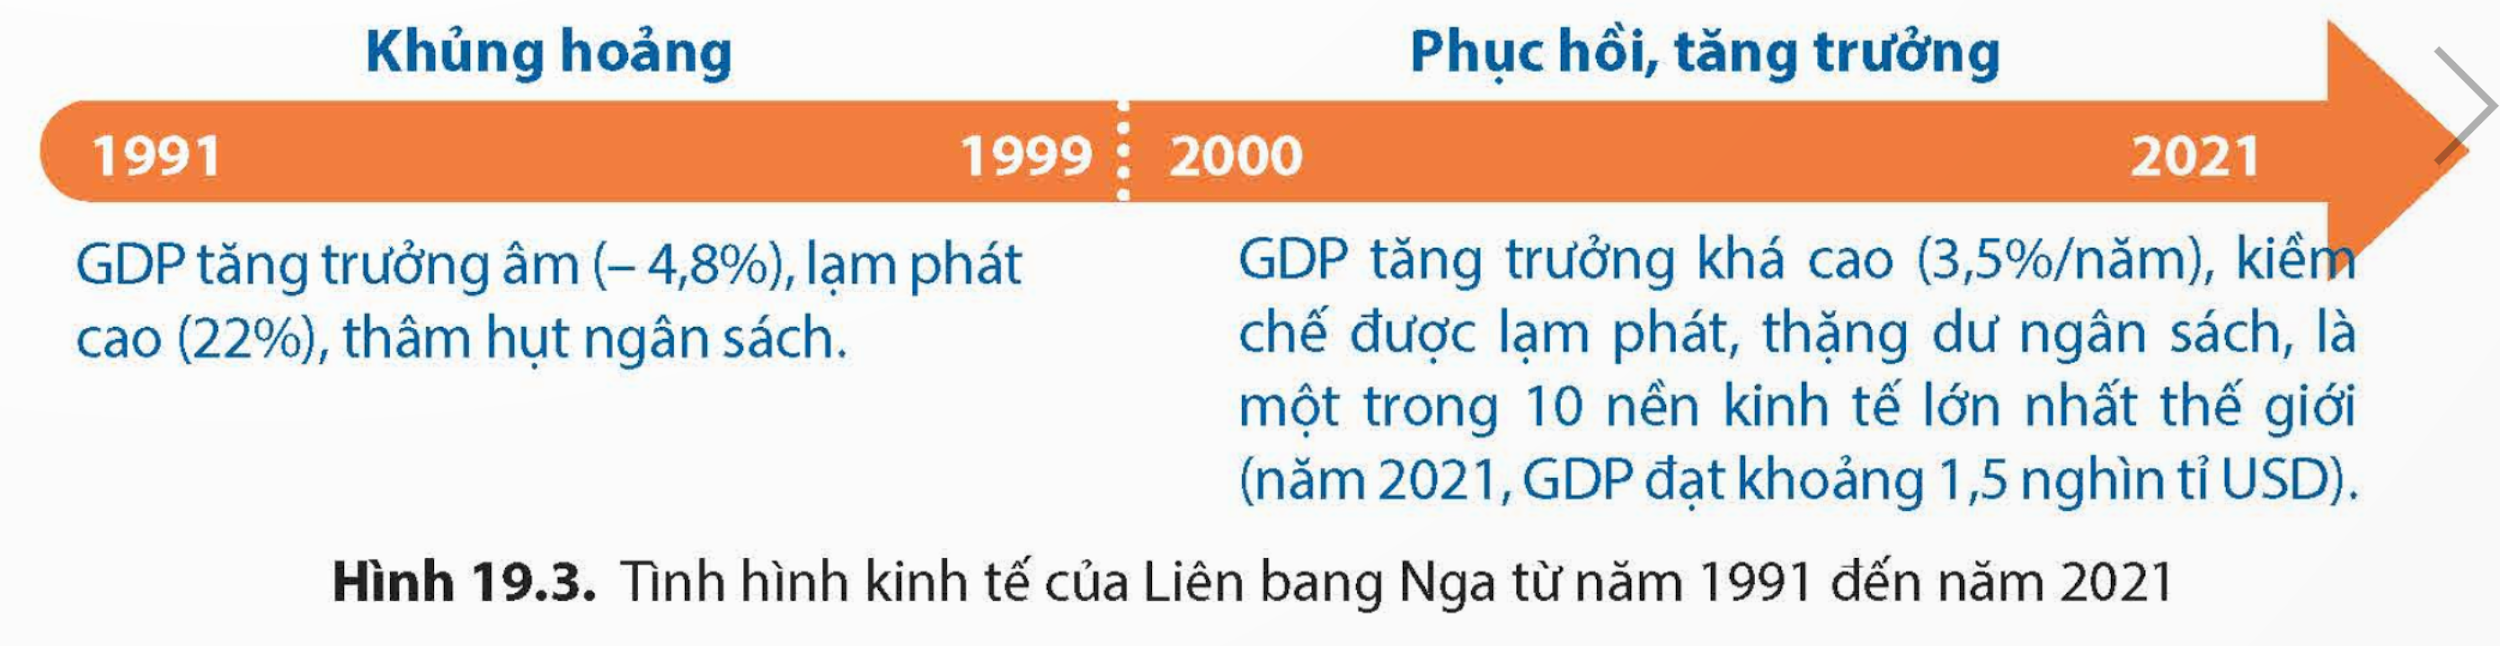 Khủng hoảng
Phục hồi, tăng trưởng
1991
1999
2000
2021
GDP tăng trưởng âm (– 4,8%), lạm phát
cao (22%), thâm hụt ngân sách.
GDP tăng trưởng khá cao (3,5%/năm), kiềm
chế được lạm phát, thặng dư ngân sách, là
một trong 10 nền kinh tế lớn nhất thế giới
(năm 2021, GDP đạt khoảng 1,5 nghìn tỉ USD).
Hình 19.3. Tình hình kinh tế của Liên bang Nga từ năm 1991 đến năm 2021